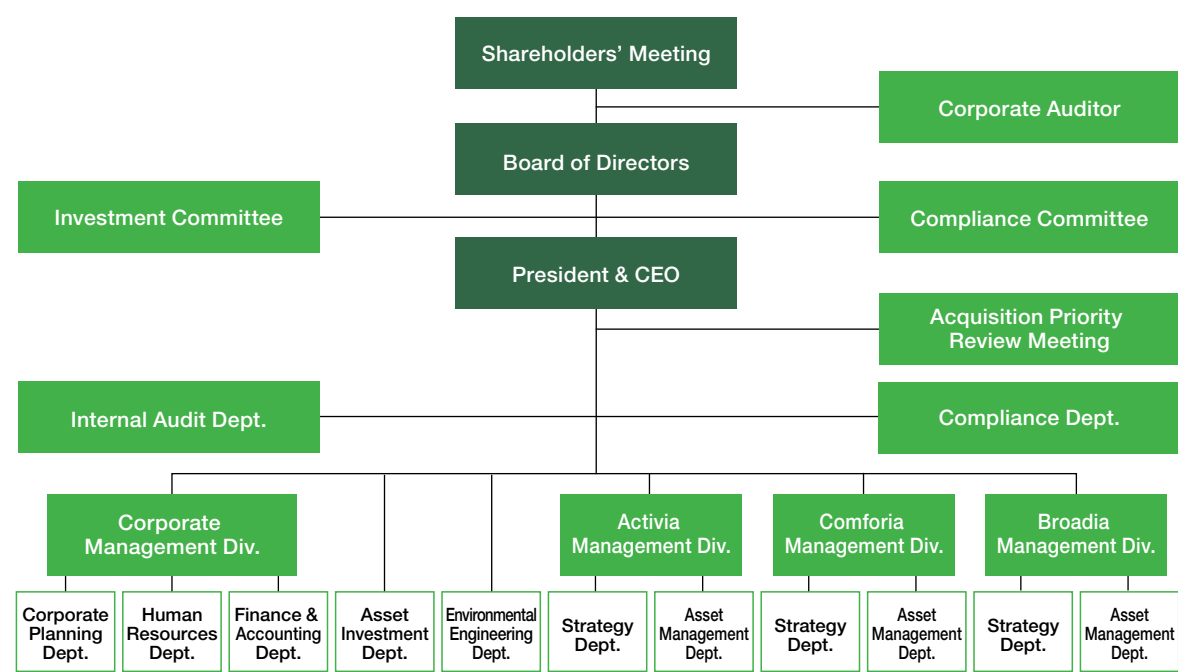 Shareholders’ Meeting
Corporate Auditor
Board of Directors
Investment Committee
Compliance Committee
President & CEO
Acquisition Priority
Review Meeting
Internal Audit Dept.
Compliance Dept.
Corporate
Management Div.
Activia
Management Div.
Comforia
Management Div.
Broadia
Management Div.
Corporate
Planning
Dept.
Human
Resources
Dept.
Finance &
Accounting
Dept.
Asset
Investment
Dept.
Environmental
Engineering
Dept.
Strategy
Dept.
Asset
Management
Dept.
Strategy
Dept.
Asset
Management
Dept.
Strategy
Dept.
Asset
Management
Dept.